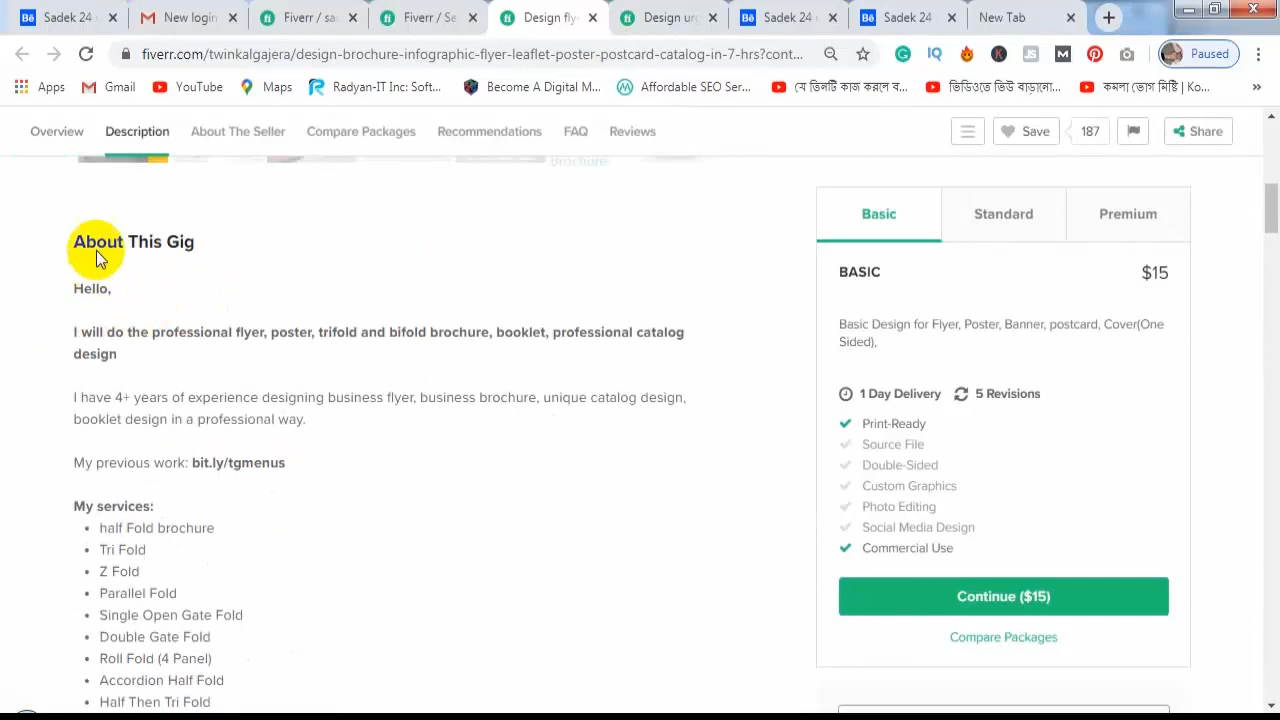 Sadek 24
New login
Fiverr / sa
Fiverr / Se
Design fly
Design ur
Sadek 24
Sadek 24
New Tab
fiverr.com/twinkalgajera/design-brochure-infographic-flyer-leaflet-poster-postcard-catalog-in-7-hrs?cont...
Paused
Apps
Gmail
YouTube
Maps
Radyan-IT Inc: Soft...
Become A Digital M...
Affordable SEO Ser...
যে তিনটি কাজ করলে ব...
ভিডিওতে ভিউ বাড়ানো...
কমলা ভোগ মিষ্টি | Ko...
Overview
Description
About The Seller
Compare Packages
Recommendations
FAQ
Reviews
Save
187
Share
Brochure
About This Gig
Hello,
I will do the professional flyer, poster, trifold and bifold brochure, booklet, professional catalog
design
I have 4+ years of experience designing business flyer, business brochure, unique catalog design,
booklet design in a professional way.
My previous work: bit.ly/tgmenus
My services:
half Fold brochure
Tri Fold
Z Fold
Parallel Fold
Single Open Gate Fold
Double Gate Fold
Roll Fold (4 Panel)
Accordion Half Fold
Half Then Tri Fold
Basic
Standard
Premium
BASIC
$15
Basic Design for Flyer, Poster, Banner, postcard, Cover(One
Sided),
1 Day Delivery
5 Revisions
Print-Ready
Source File
Double-Sided
Custom Graphics
Photo Editing
Social Media Design
Commercial Use
Continue ($15)
Compare Packages